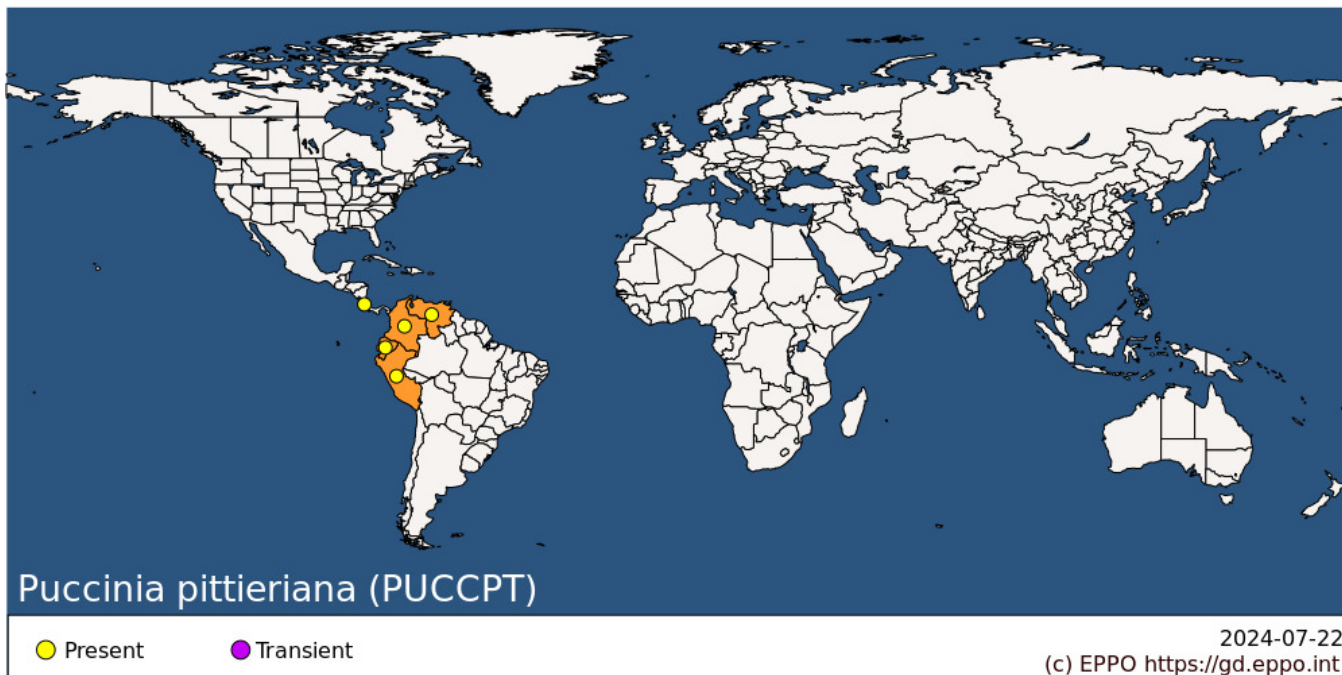 Puccinia pittieriana (PUCCPT)
Present
Transient
2024-07-22
(c) EPPO https://gd.eppo.int